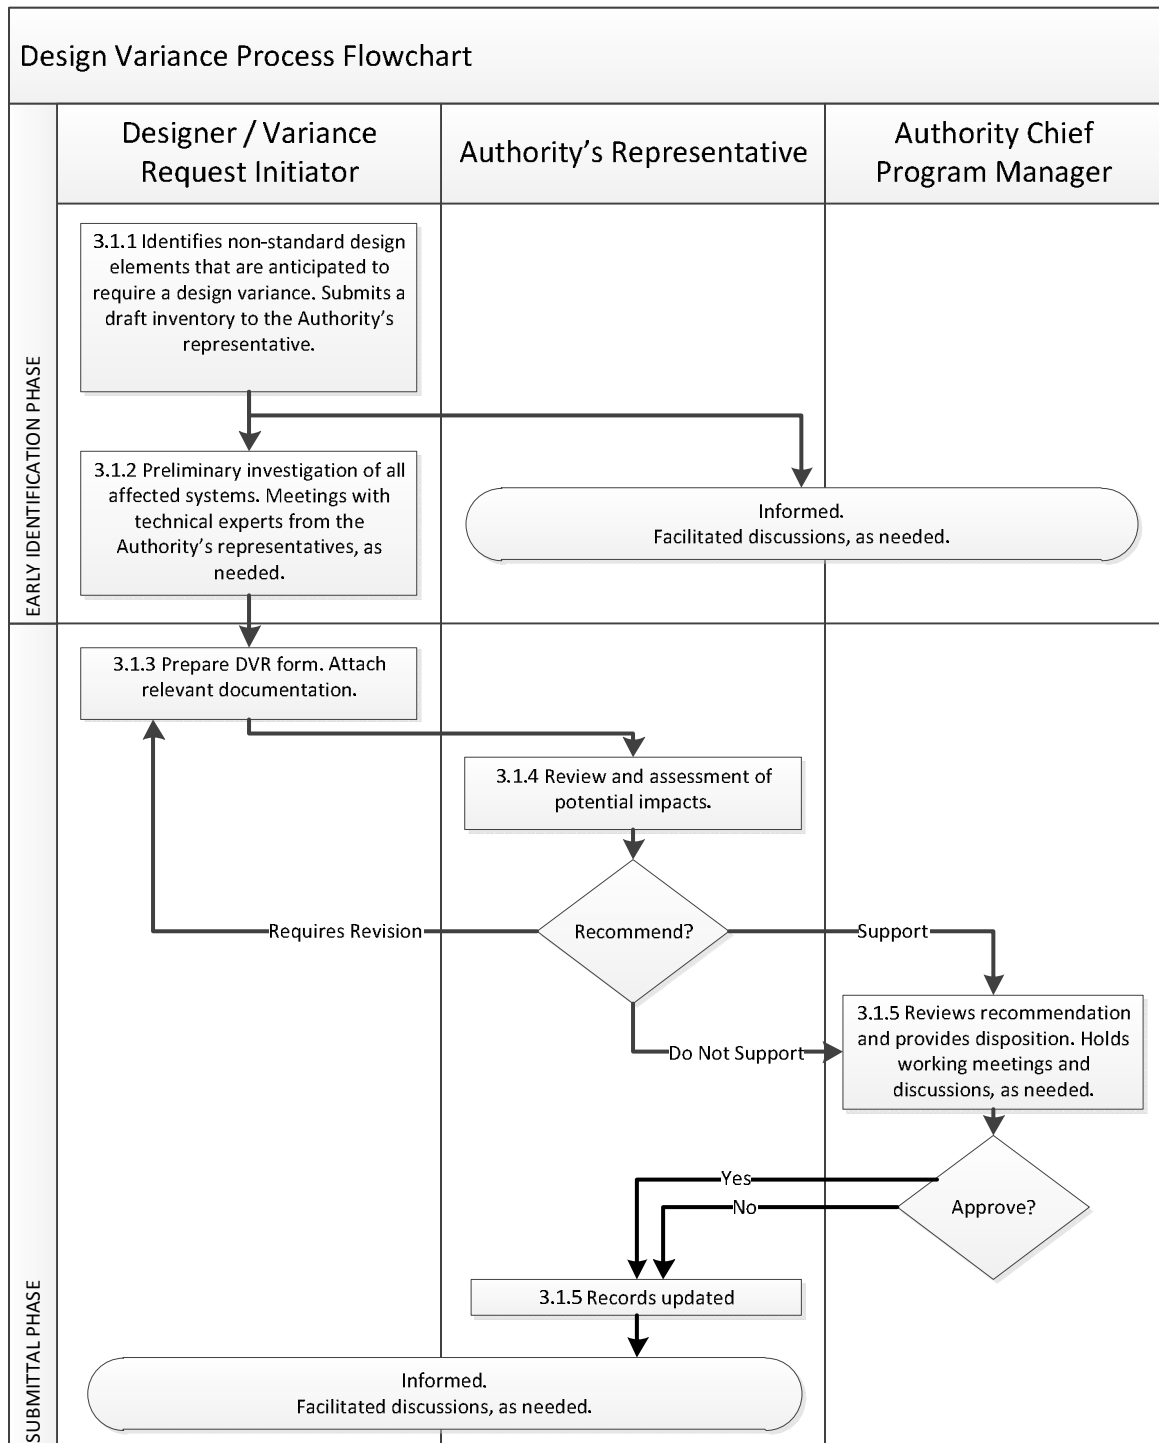 Design Variance Process Flowchart
Designer / Variance
Request Initiator
Authority's Representative
Authority Chief
Program Manager
EARLY IDENTIFICATION PHASE
3.1.1 Identifies non-standard design
elements that are anticipated to
require a design variance. Submits a
draft inventory to the Authority's
representative.
3.1.2 Preliminary investigation of all
affected systems. Meetings with
technical experts from the
Authority's representatives, as
needed.
Informed.
Facilitated discussions, as needed.
SUBMITTAL PHASE
3.1.3 Prepare DVR form. Attach
relevant documentation.
3.1.4 Review and assessment of
potential impacts.
Requires Revision
Recommend?
Support
Do Not Support
3.1.5 Reviews recommendation
and provides disposition. Holds
working meetings and
discussions, as needed.
Yes
No
Approve?
3.1.5 Records updated
Informed.
Facilitated discussions, as needed.